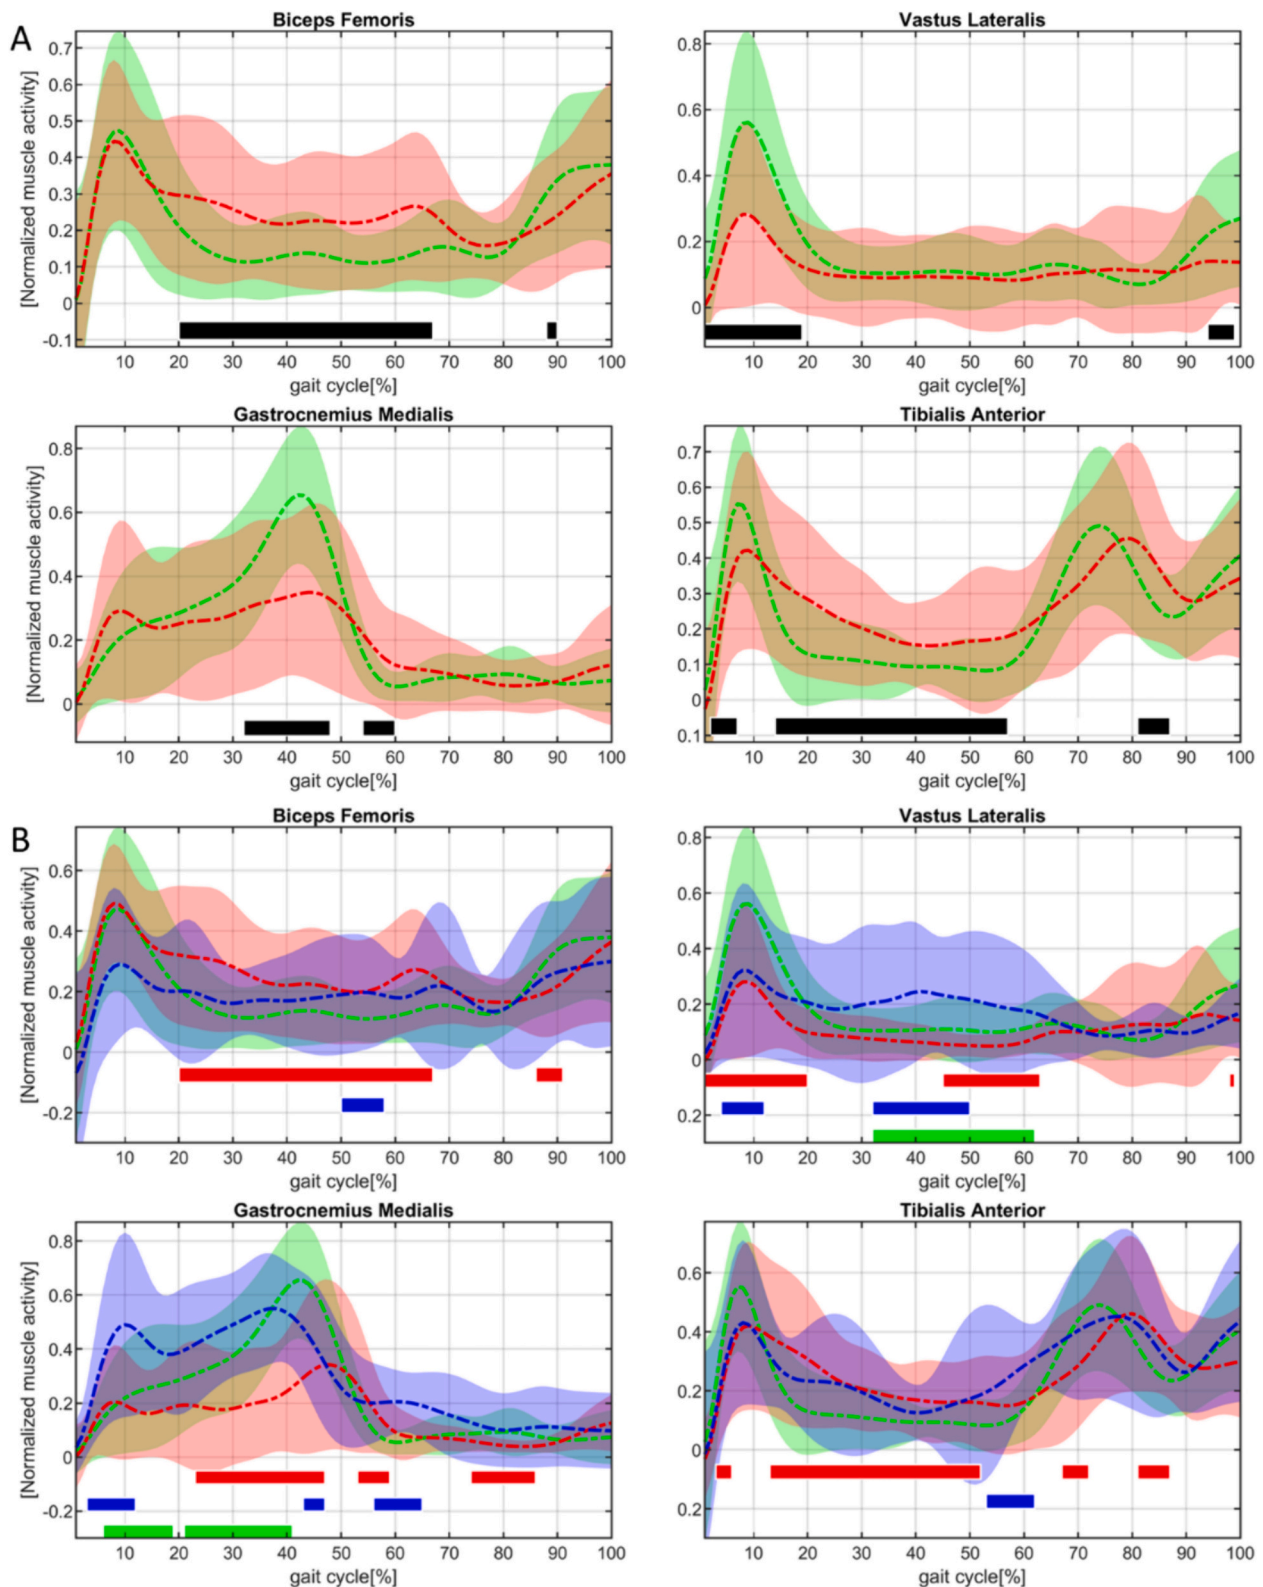 A
Biceps Femoris
Vastus Lateralis
[Normalized muscle activity]
0.7
0.6
0.5
0.4
0.3
0.2
0.1
0
-0.1
10 20 30 40 50 60 70 80 90 100
gait cycle[%]
0.8
0.6
0.4
0.2
0
10 20 30 40 50 60 70 80 90 100
gait cycle[%]
Gastrocnemius Medialis
Tibialis Anterior
[Normalized muscle activity]
0.8
0.6
0.4
0.2
0
10 20 30 40 50 60 70 80 90 100
gait cycle[%]
0.7
0.6
0.5
0.4
0.3
0.2
0.1
0
0.1
10 20 30 40 50 60 70 80 90 100
gait cycle[%]
B
Biceps Femoris
Vastus Lateralis
[Normalized muscle activity]
0.6
0.4
0.2
0
-0.2
10 20 30 40 50 60 70 80 90 100
gait cycle[%]
0.8
0.6
0.4
0.2
0
0.2
10 20 30 40 50 60 70 80 90 100
gait cycle[%]
Gastrocnemius Medialis
Tibialis Anterior
[Normalized muscle activity]
0.8
0.6
0.4
0.2
0
-0.2
10 20 30 40 50 60 70 80 90 100
gait cycle[%]
0.6
0.4
0.2
0
0.2
10 20 30 40 50 60 70 80 90 100
gait cycle[%]